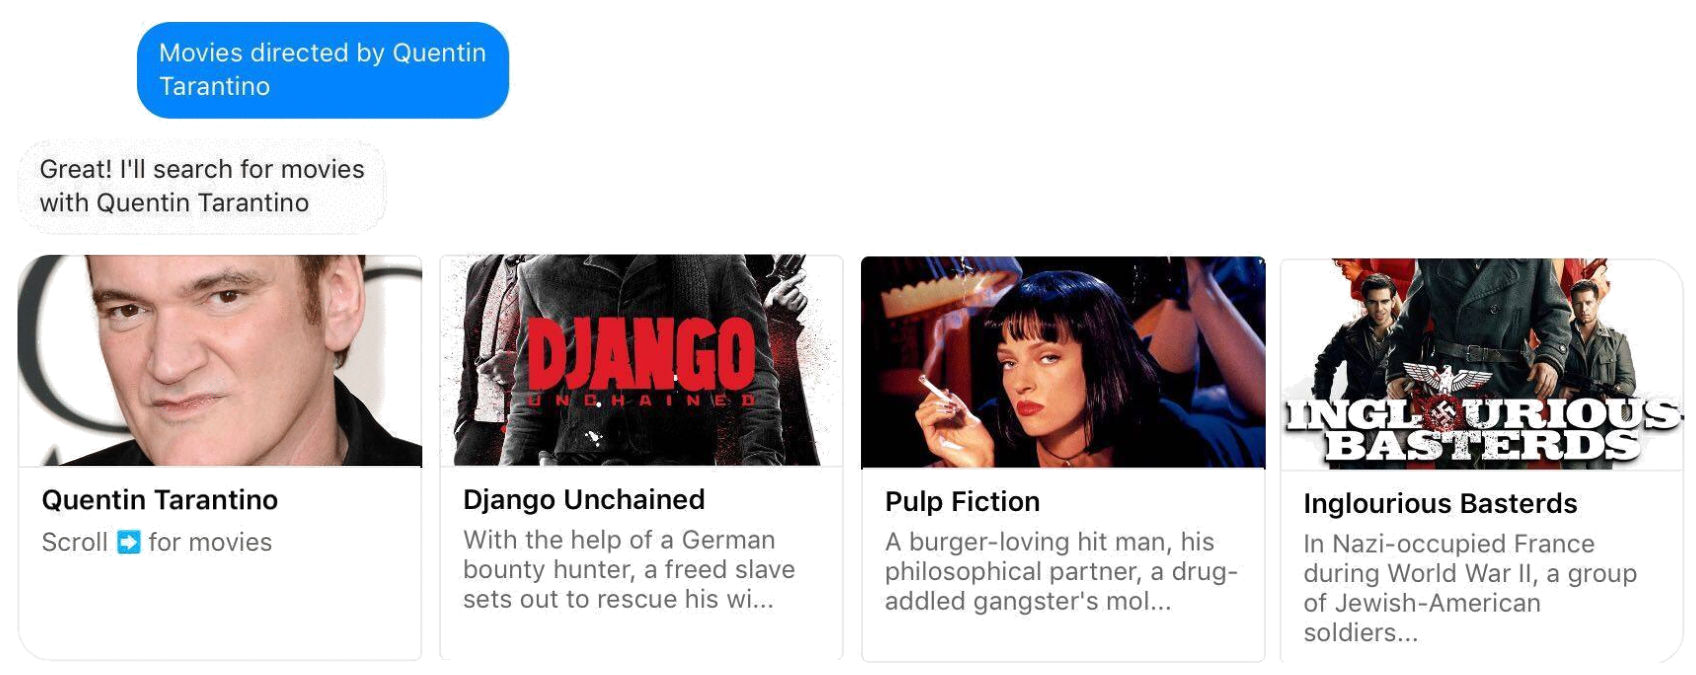 Movies directed by Quentin
Tarantino
Great! I'll search for movies
with Quentin Tarantino
DJANGO
UNCHAINED
INGLOURIOUS
BASTERDS
Quentin Tarantino
Scroll ➡️ for movies
Django Unchained
With the help of a German
bounty hunter, a freed slave
sets out to rescue his wi...
Pulp Fiction
A burger-loving hit man, his
philosophical partner, a drug-
addled gangster's mol...
Inglourious Basterds
In Nazi-occupied France
during World War II, a group
of Jewish-American
soldiers...